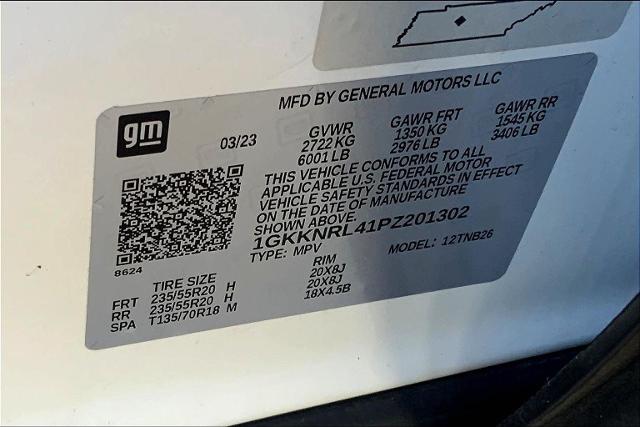 MFD BY GENERAL MOTORS LLC
gm
03/23 GVWR GAWR FRT GAWR RR
2722 KG 1350 KG 1545 KG
6001 LB 2976 LB 3406 LB
THIS VEHICLE CONFORMS TO ALL
APPLICABLE U.S. FEDERAL MOTOR
VEHICLE SAFETY STANDARDS IN EFFECT
ON THE DATE OF MANUFACTURE
SHOWN ABOVE.
1GKKNRL41PZ201302
TYPE: MPV MODEL: 12TNB26
8624
TIRE SIZE RIM
FRT 235/55R20 H 20X8J
RR 235/55R20 H 20X8J
SPA T135/70R18 M 18X4.5B